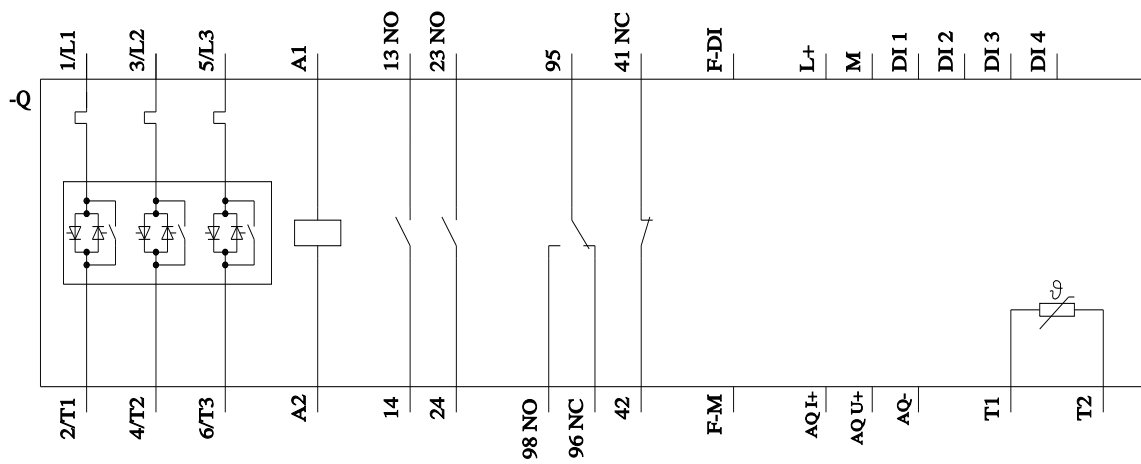 1/L1
3/L2
5/L3
A1
13 NO
23 NO
95
41 NC
F-DI
L+
M
DI 1
DI 2
DI 3
DI 4
-Q
ϑ
2/T1
4/T2
6/T3
A2
14
24
98 NO
96 NC
42
F-M
AQ I+
AQ U+
AQ-
T1
T2